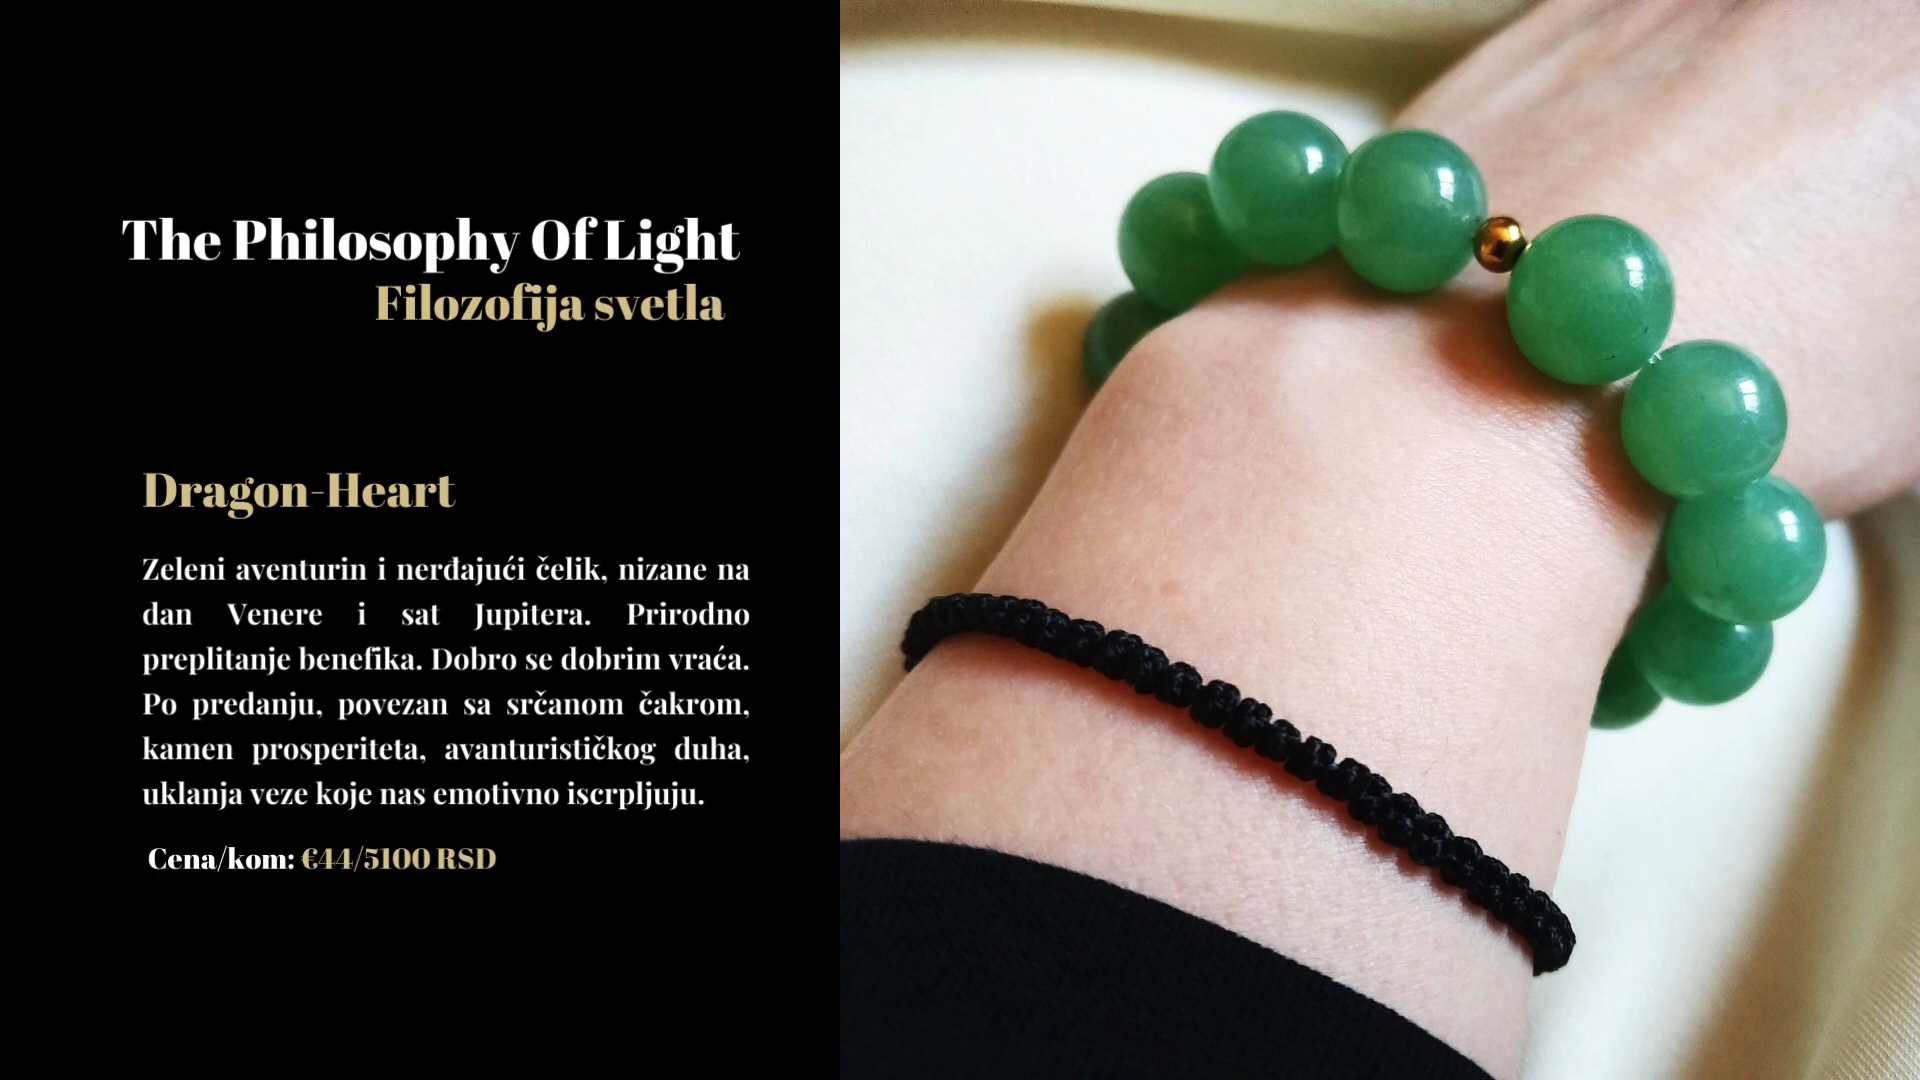 The Philosophy Of Light
Filozofija svetla
Dragon-Heart
Zeleni aventurin i nerđajući čelik, nizane na
dan Venere i sat Jupitera. Prirodno
preplitanje benefika. Dobro se dobrim vraća.
Po predanju, povezan sa srčanom čakrom,
kamen prosperiteta, avanturističkog duha,
uklanja veze koje nas emotivno iscrpljuju.
Cena/kom: €44/5100 RSD